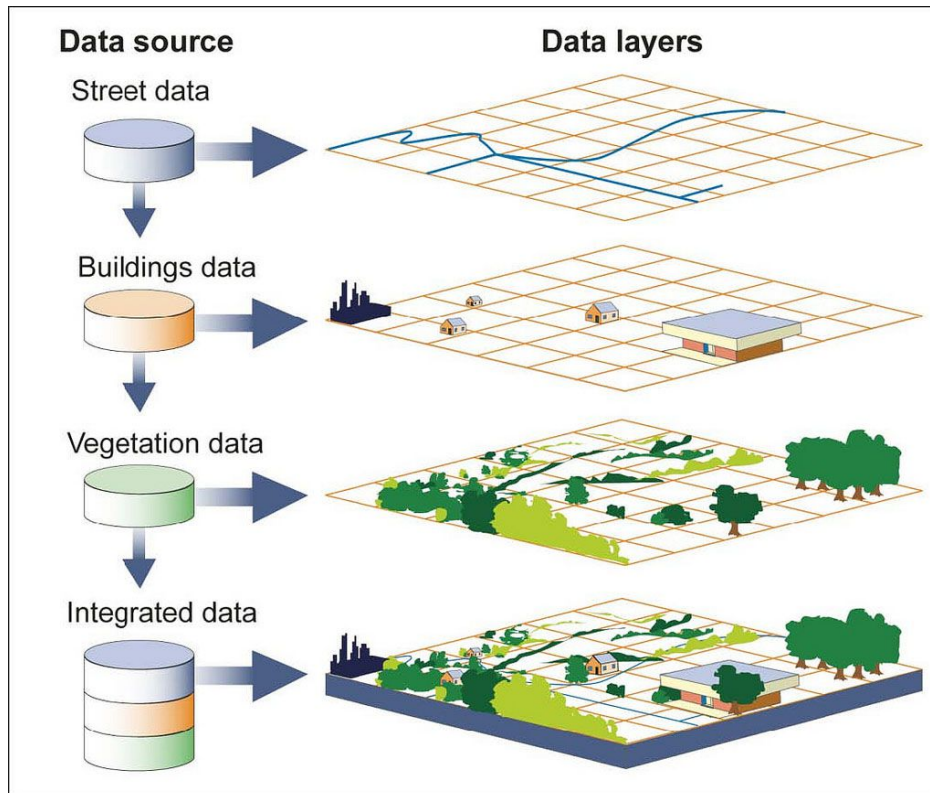 Data source
Data layers
Street data
Buildings data
Vegetation data
Integrated data